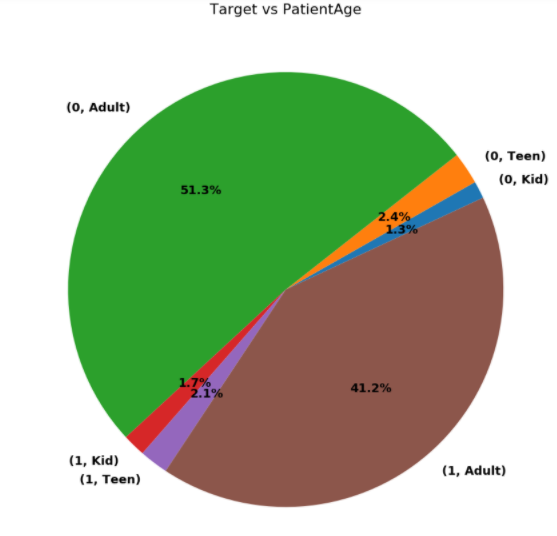 Target vs PatientAge
(0, Adult)
(0, Teen)
(0, Kid)
51.3%
2.4%
1.3%
1.7%
2.1%
41.2%
(1, Kid)
(1, Teen)
(1, Adult)